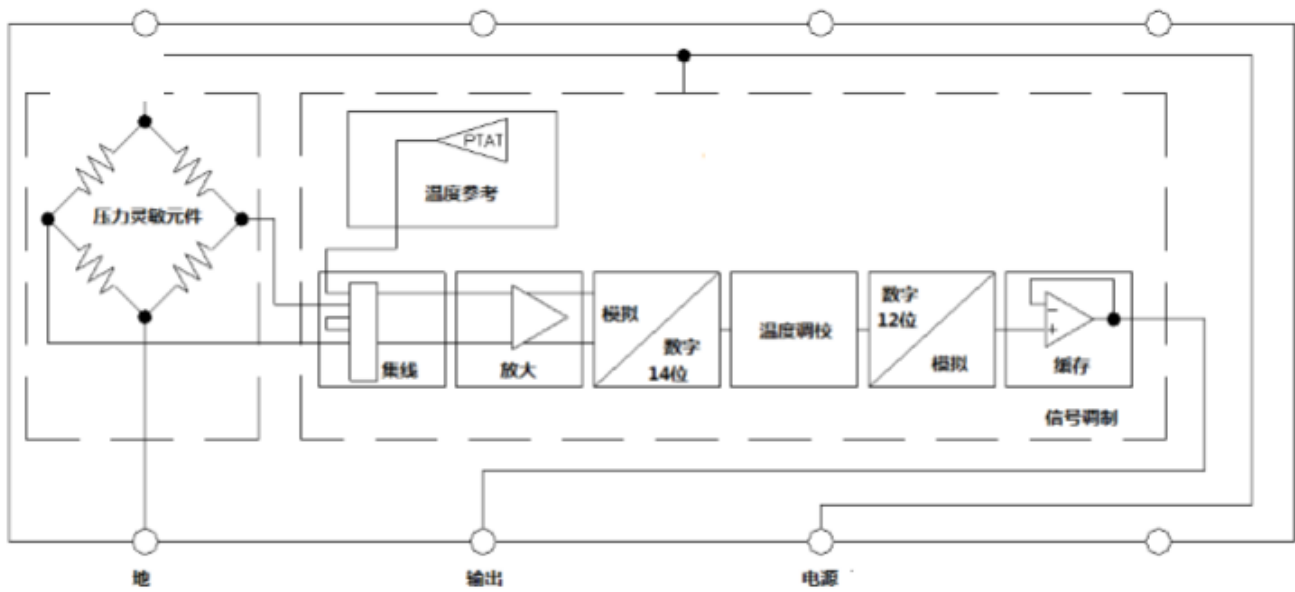 PTAT
温度参考
压力灵敏元件
集线
放大
模拟
数字
14位
温度调校
数字
12位
模拟
缓存
信号调制
地
输出
电源